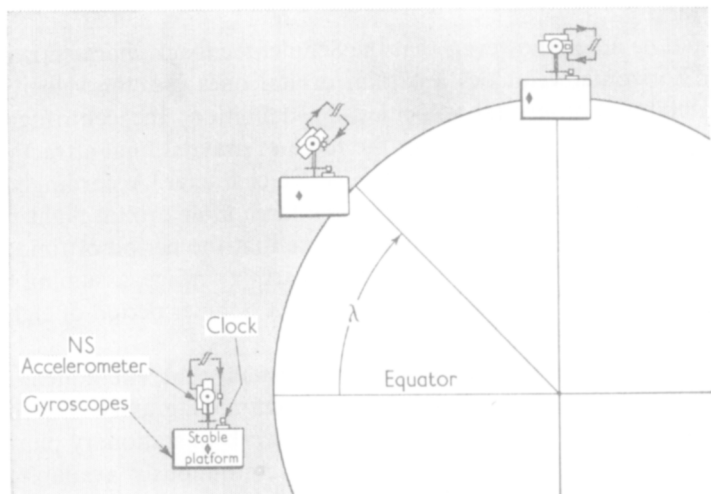 λ
Equator
Clock
NS
Accelerometer
Gyroscopes
Stable
platform